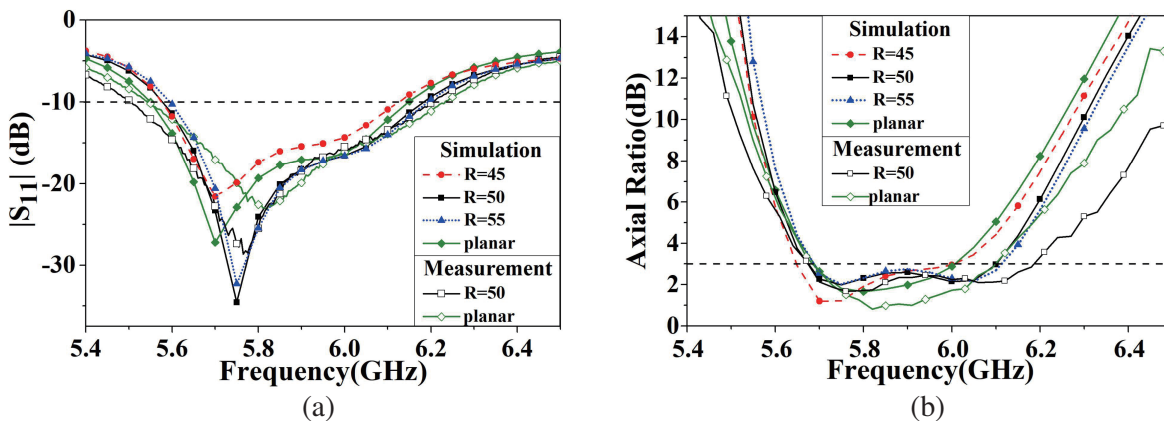 |S11| (dB)
0
-10
-20
-30
5.4 5.6 5.8 6.0 6.2 6.4
Frequency(GHz)
Simulation
R=45
R=50
R=55
planar
Measurement
R=50
planar
(a)
Axial Ratio(dB)
14
12
10
8
6
4
2
0
5.4 5.6 5.8 6.0 6.2 6.4
Frequency(GHz)
Simulation
R=45
R=50
R=55
planar
Measurement
R=50
planar
(b)